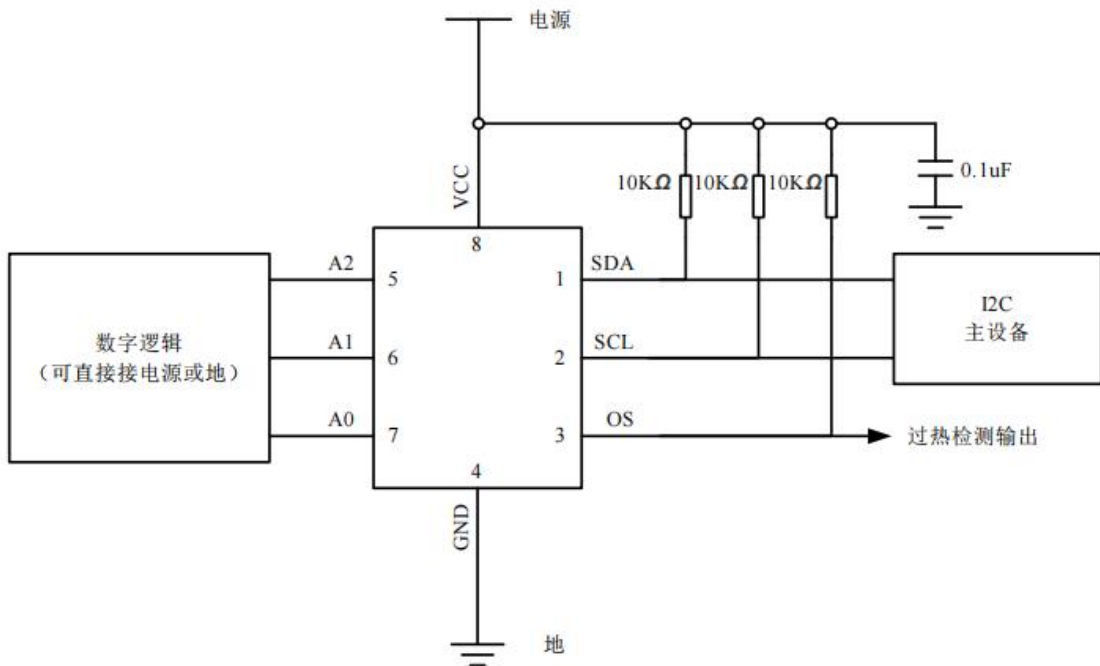 电源
VCC
10KΩ 10KΩ 10KΩ
0.1uF
8
A2
5
1
SDA
数字逻辑
(可直接接电源或地)
A1
6
2
SCL
I2C
主设备
A0
7
3
OS
过热检测输出
4
GND
地